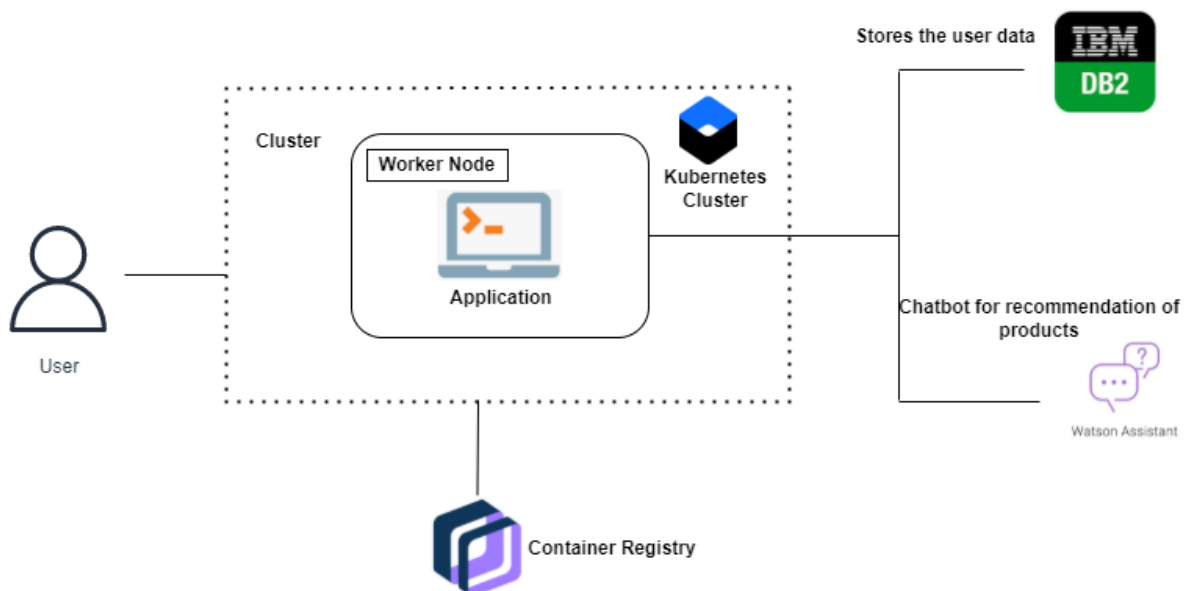 Stores the user data
IBM
DB2
Cluster
Worker Node
Kubernetes
Cluster
Application
User
Chatbot for recommendation of
products
Watson Assistant
Container Registry